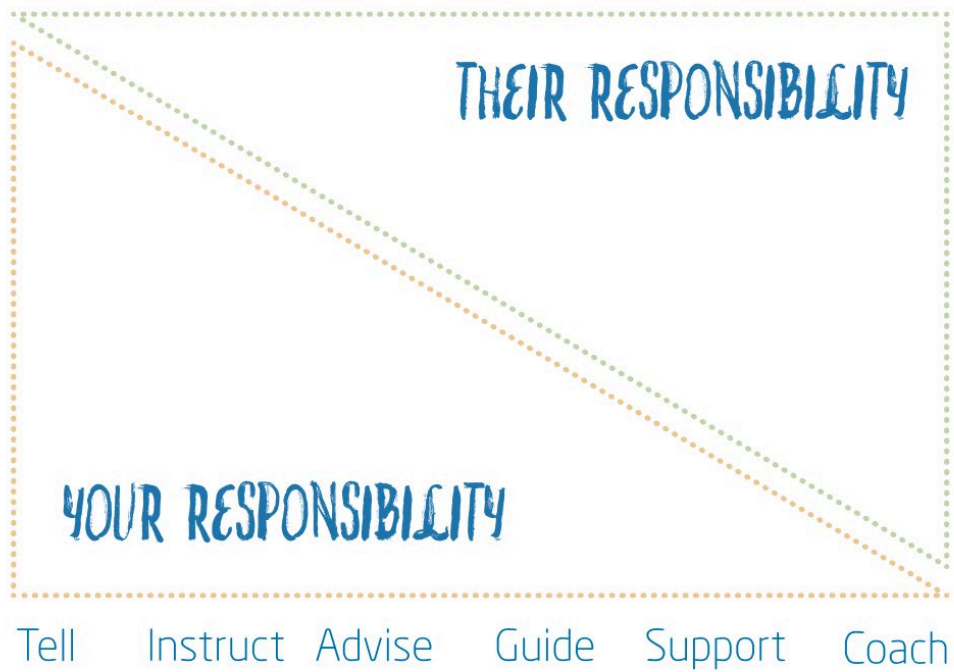 THEIR RESPONSIBILITY
YOUR RESPONSIBILITY
Tell Instruct Advise Guide Support Coach